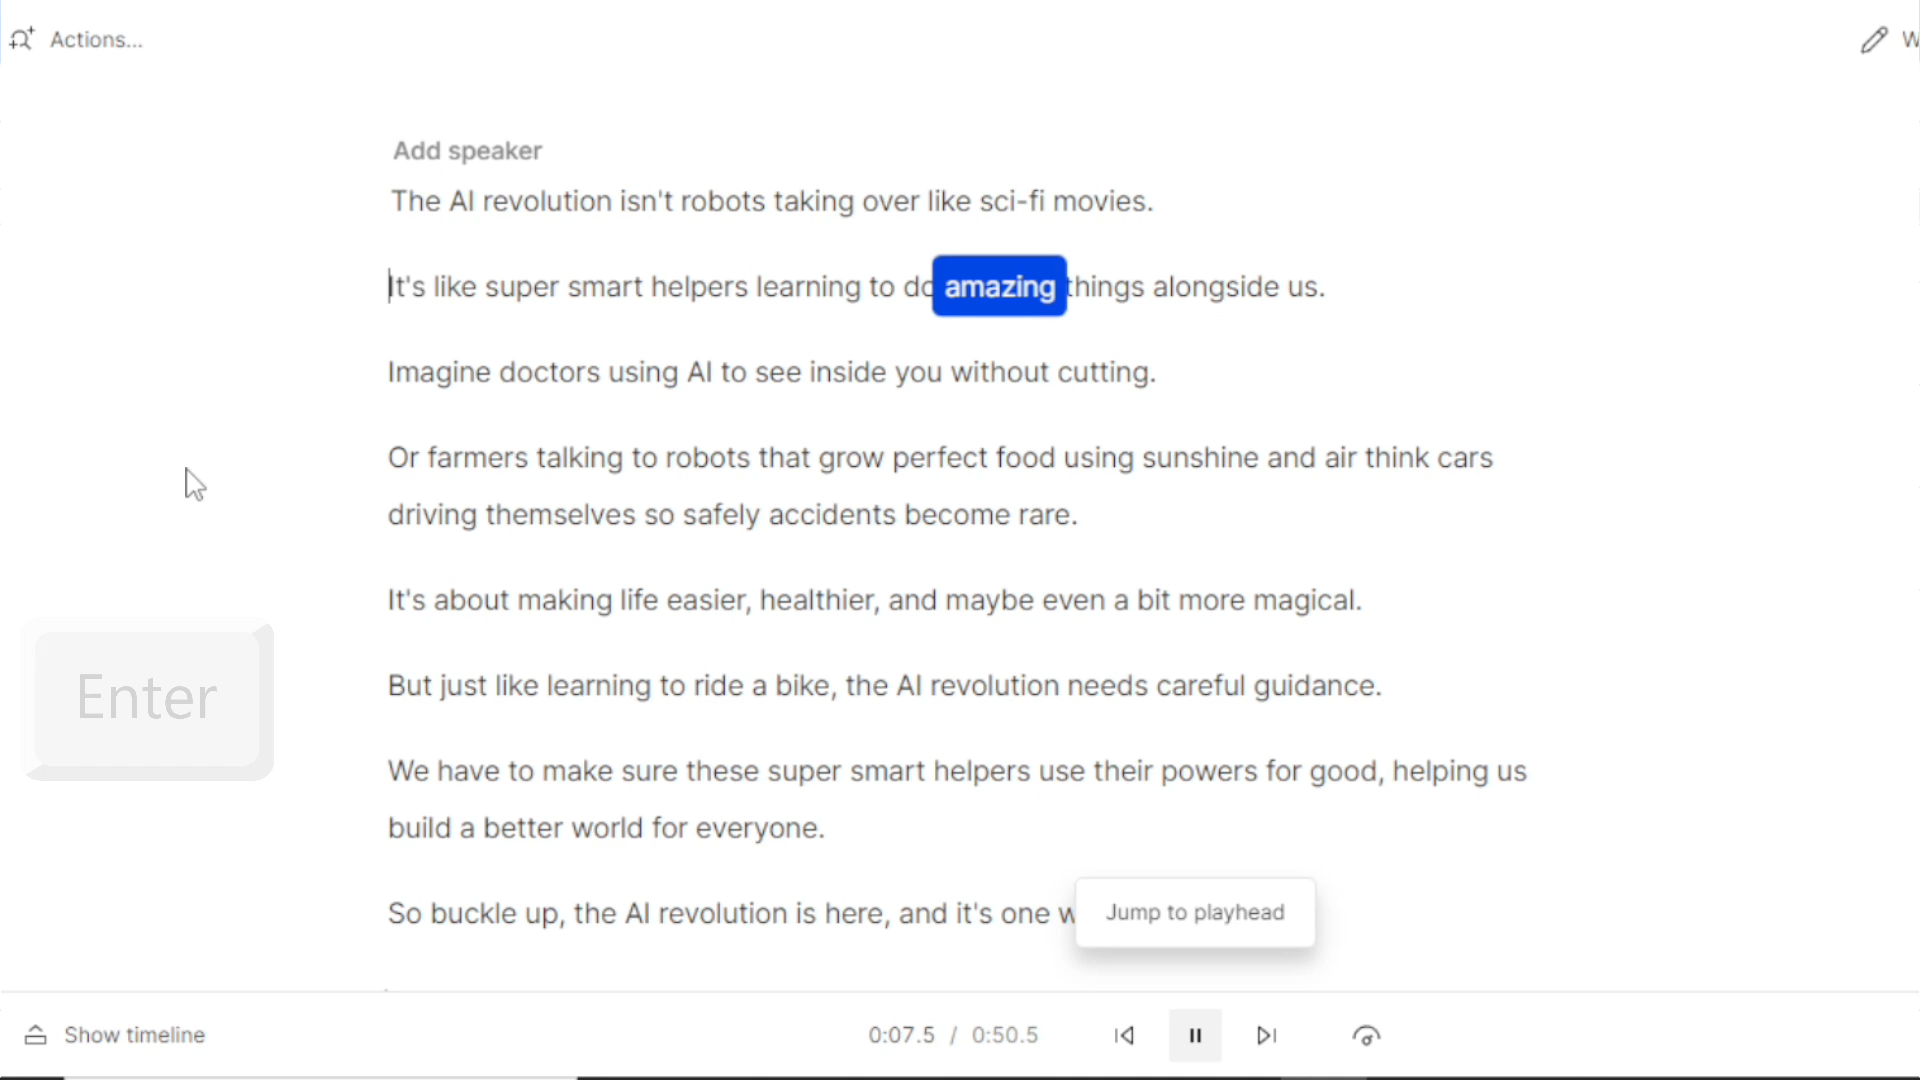 Actions...
W
Add speaker
The AI revolution isn't robots taking over like sci-fi movies.
It's like super smart helpers learning to do amazing things alongside us.
Imagine doctors using AI to see inside you without cutting.
Or farmers talking to robots that grow perfect food using sunshine and air think cars
driving themselves so safely accidents become rare.
It's about making life easier, healthier, and maybe even a bit more magical.
Enter
But just like learning to ride a bike, the AI revolution needs careful guidance.
We have to make sure these super smart helpers use their powers for good, helping us
build a better world for everyone.
So buckle up, the AI revolution is here, and it's one
Jump to playhead
Show timeline
0:07.5 / 0:50.5